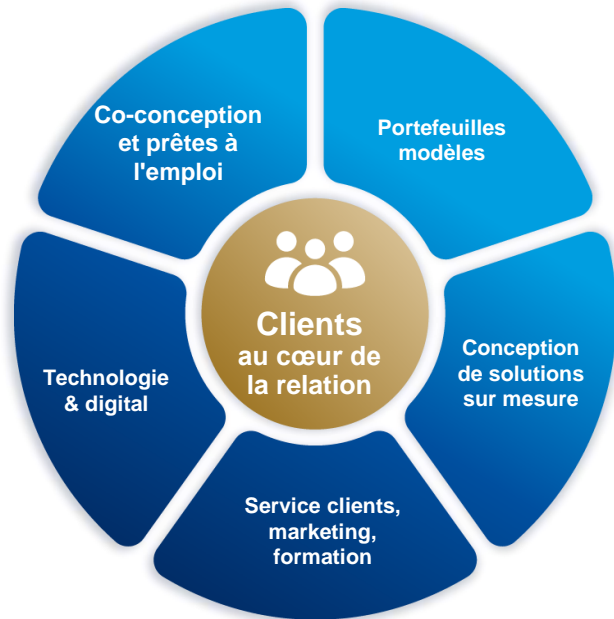 Co-conception
et prêtes à
l'emploi
Portefeuilles
modèles
Clients
au cœur de
la relation
Conception
de solutions
sur mesure
Technologie
& digital
Service clients,
marketing,
formation